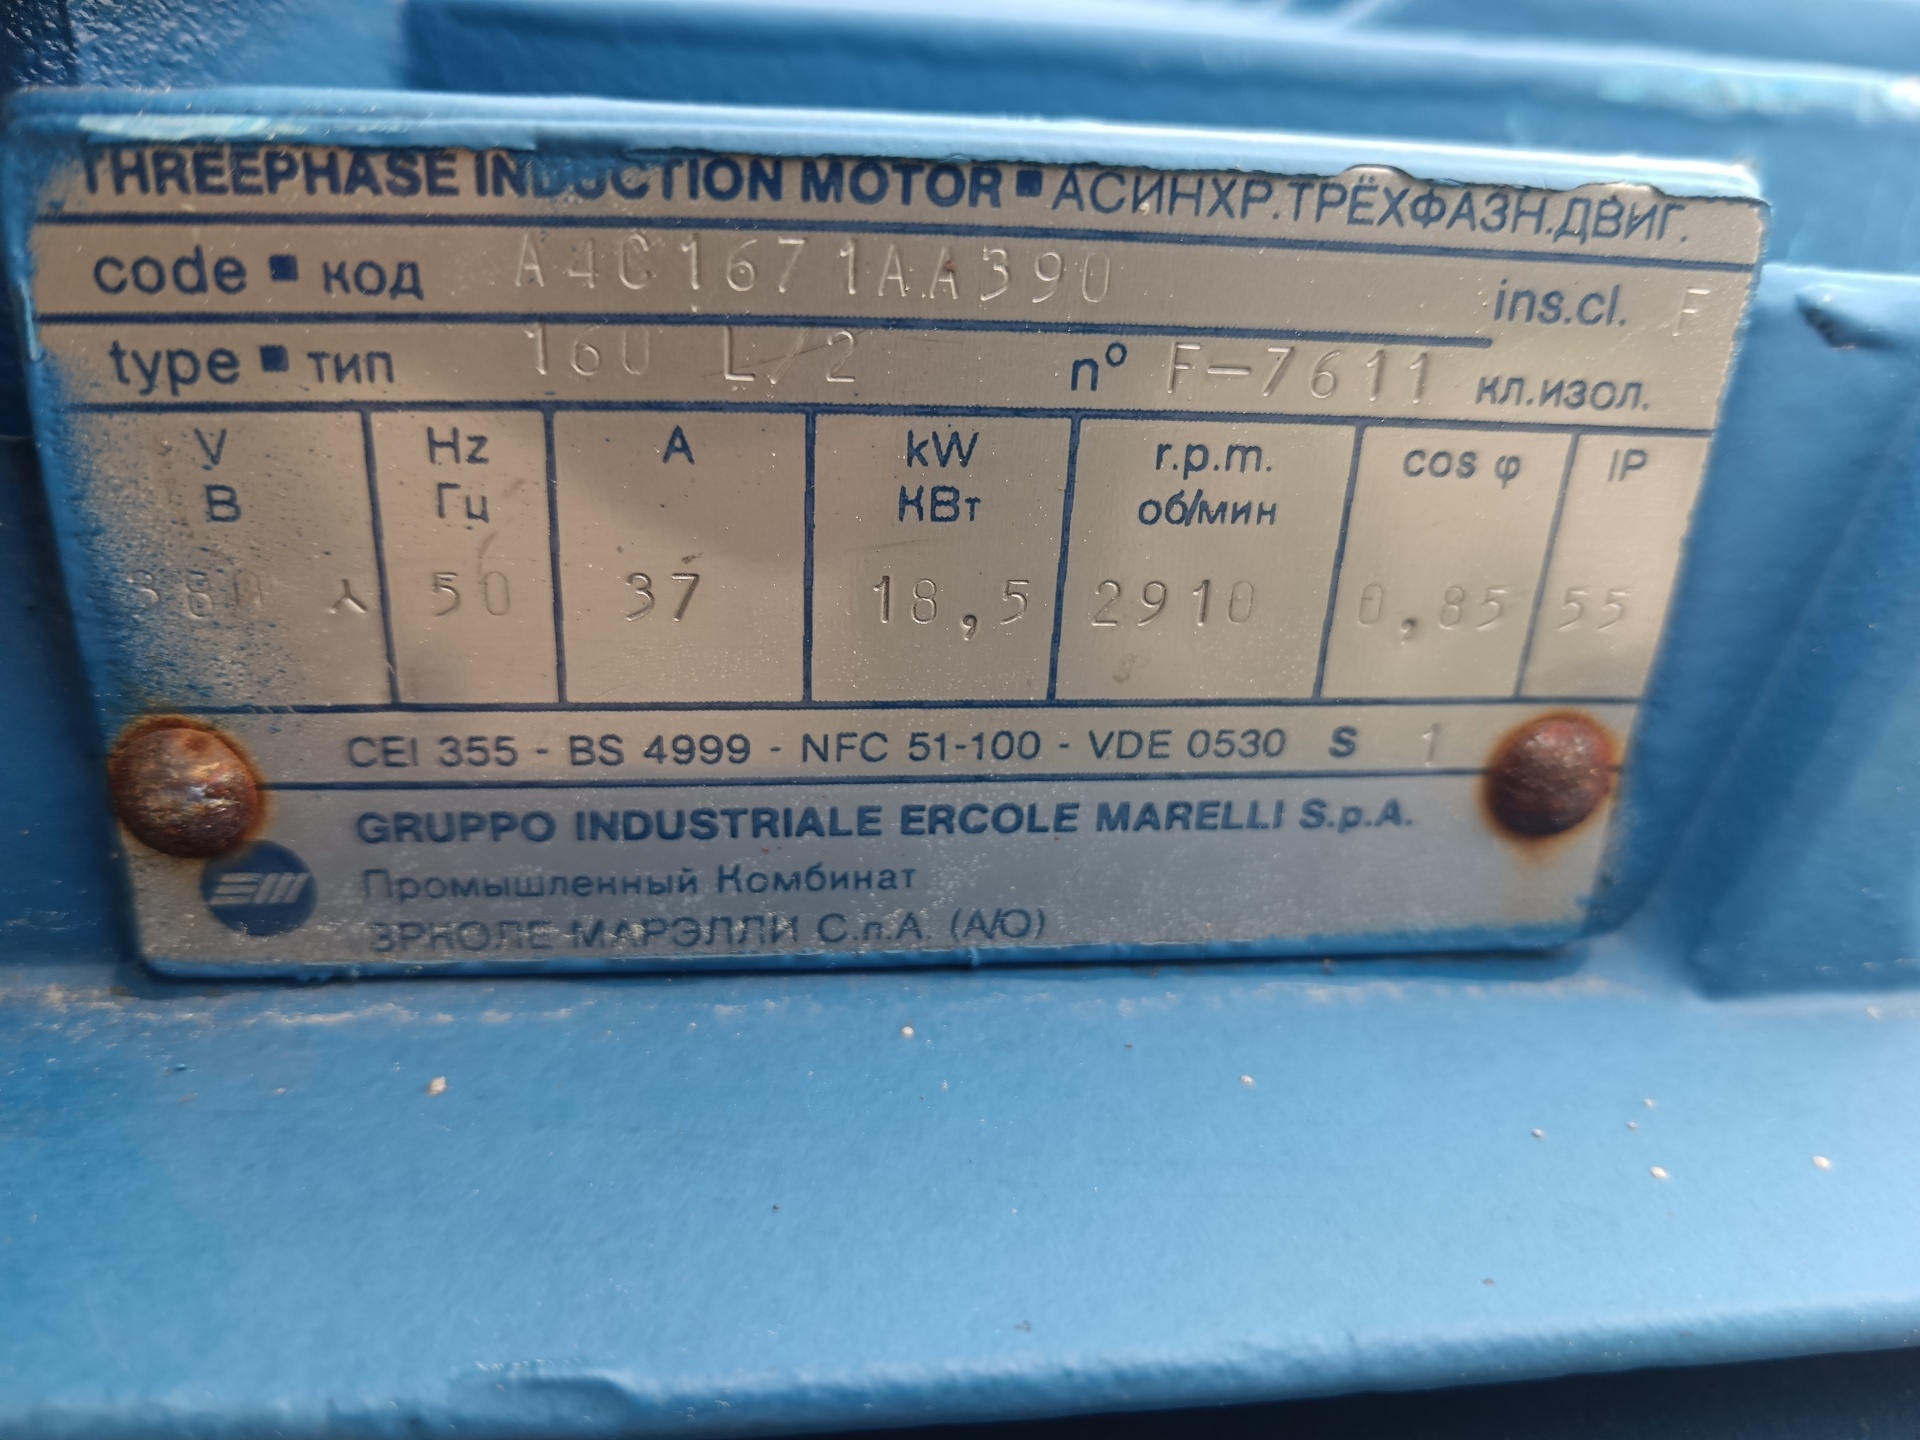 THREEPHASE INDUCTION MOTOR ▪ АСИНХР.ТРЁХФАЗН.ДВИГ.
code ▪ код A4C1671AA390 ins.cl. F
type ▪ тип 160 L/2 nº F-7611 кл.изол.
V Hz A kW r.p.m. cos φ IP
В Гц КВт об/мин
380 ⅄ 50 37 18,5 2910 0,85 55
CEI 355 - BS 4999 - NFC 51-100 - VDE 0530 S 1
GRUPPO INDUSTRIALE ERCOLE MARELLI S.p.A.
Промышленный Комбинат
ЭРКОЛЕ МАРЭЛЛИ С.п.А. (А/О)